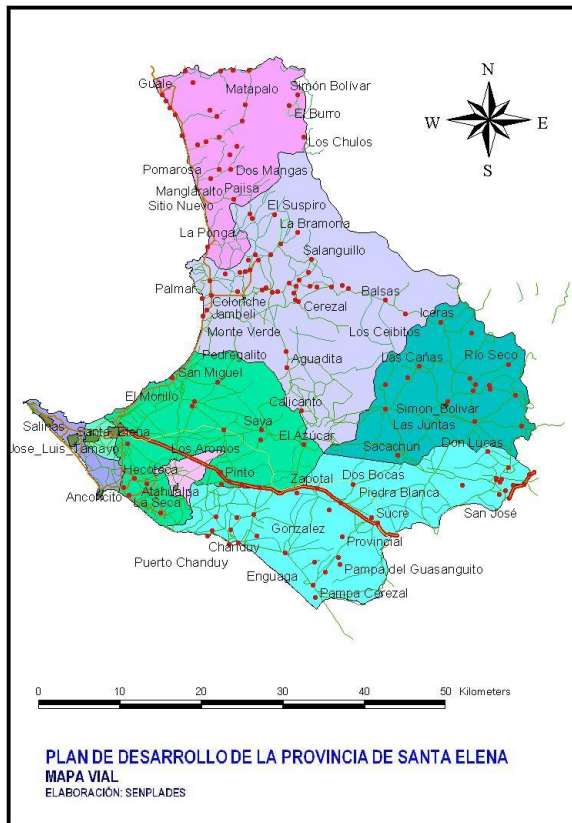 N
Guale
Matapalo
Simón Bolívar
El Burro
W
E
Los Chulos
S
Pomarosa
Dos Mangas
Manglaralto
Pajisa
Sitio Nuevo
El Suspiro
La Bramona
La Ponga
Salanguillo
Palmar
Balsas
Colonche
Cerezal
Jambeli
Iceras
Monte Verde
Los Ceibitos
Pedregalito
Aguadita
Las Cañas
Río Seco
San Miguel
El Morillo
Calicanto
Simon_Bolivar
Salinas
Saya
Las Juntas
El Azúcar
Don Lucas
Jose_Luis_Tamayo
Los Aromos
Sacachun
Hecoteca
Pinto
Zapotal
Dos Bocas
Anconcito
Atahualpa
Piedra Blanca
La Seca
Sucre
San José
Gonzalez
Chanduy
Provincial
Puerto Chanduy
Enguaga
Pampa del Guasanguito
Pampa Cerezal
0 10 20 30 40 50 Kilometers
PLAN DE DESARROLLO DE LA PROVINCIA DE SANTA ELENA
MAPA VIAL
ELABORACIÓN: SENPLADES